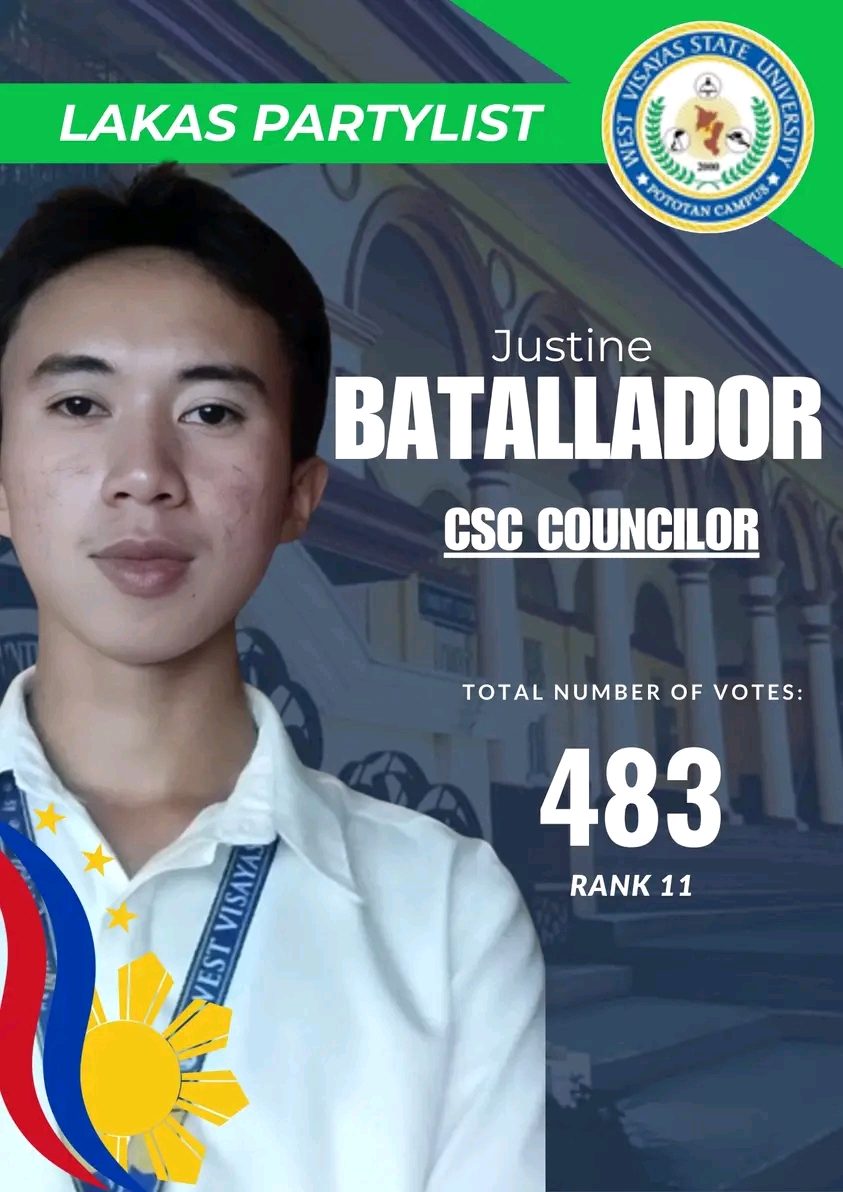 LAKAS PARTYLIST
WEST VISAYAS STATE UNIVERSITY
2000
POTOTAN CAMPUS
Justine
BATALLADOR
CSC COUNCILOR
TOTAL NUMBER OF VOTES:
483
RANK 11
WEST VISAYAS